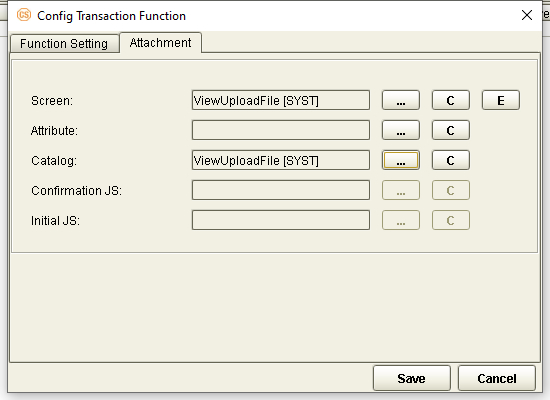 CS Config Transaction Function
Function Setting Attachment
Screen: ViewUploadFile [SYST] ... C E
Attribute: ... C
Catalog: ViewUploadFile [SYST] ... C
Confirmation JS: ... C
Initial JS: ... C
Save Cancel